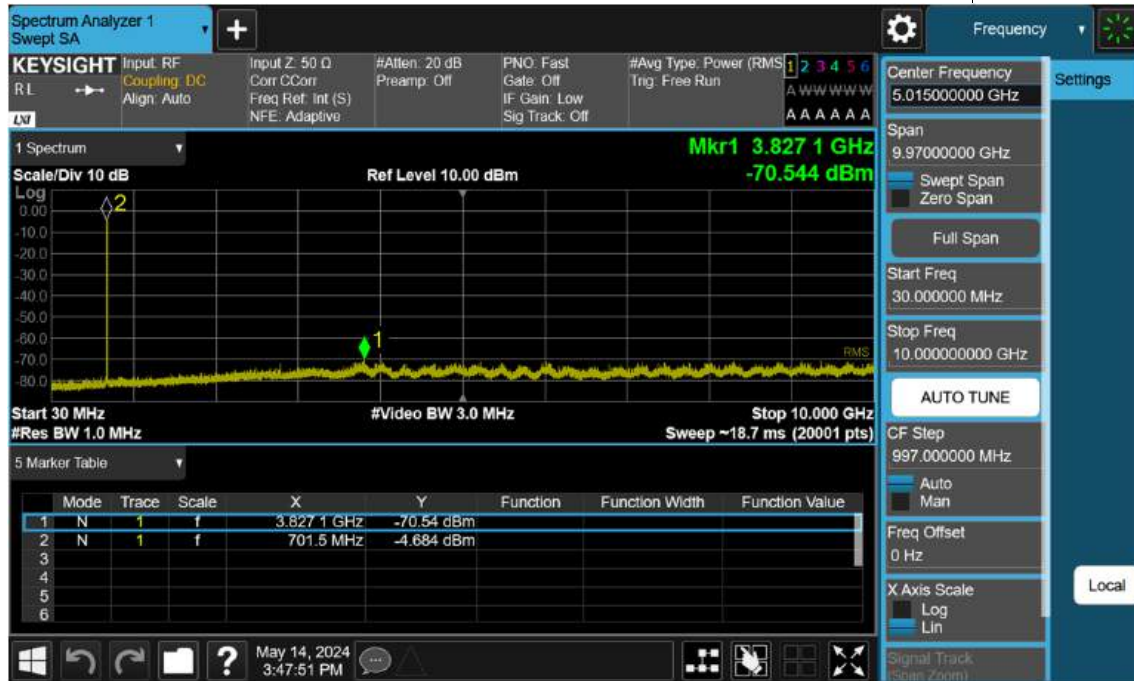 Spectrum Analyzer 1
Swept SA
+
Frequency
KEYSIGHT
RL
LXI
Input: RF
Coupling: DC
Align: Auto
Input Z: 50 Ω
Corr CCorr
Freq Ref: Int (S)
NFE: Adaptive
#Atten: 20 dB
Preamp: Off
PNO: Fast
Gate: Off
IF Gain: Low
Sig Track: Off
#Avg Type: Power (RMS
Trig: Free Run
1 2 3 4 5 6
A W W W W W
A A A A A A
1 Spectrum
Scale/Div 10 dB
Ref Level 10.00 dBm
Mkr1 3.827 1 GHz
-70.544 dBm
Log
0.00
-10.0
-20.0
-30.0
-40.0
-50.0
-60.0
-70.0
-80.0
2
1
RMS
Start 30 MHz
#Video BW 3.0 MHz
Stop 10.000 GHz
#Res BW 1.0 MHz
Sweep ~18.7 ms (20001 pts)
5 Marker Table
Mode Trace Scale X Y Function Function Width Function Value
1 N 1 f 3.827 1 GHz -70.54 dBm
2 N 1 f 701.5 MHz -4.684 dBm
3
4
5
6
?
May 14, 2024
3:47:51 PM
Center Frequency
5.015000000 GHz
Settings
Span
9.97000000 GHz
Swept Span
Zero Span
Full Span
Start Freq
30.000000 MHz
Stop Freq
10.000000000 GHz
AUTO TUNE
CF Step
997.000000 MHz
Auto
Man
Freq Offset
0 Hz
X Axis Scale
Log
Lin
Local
Signal Track
(Span Zoom)